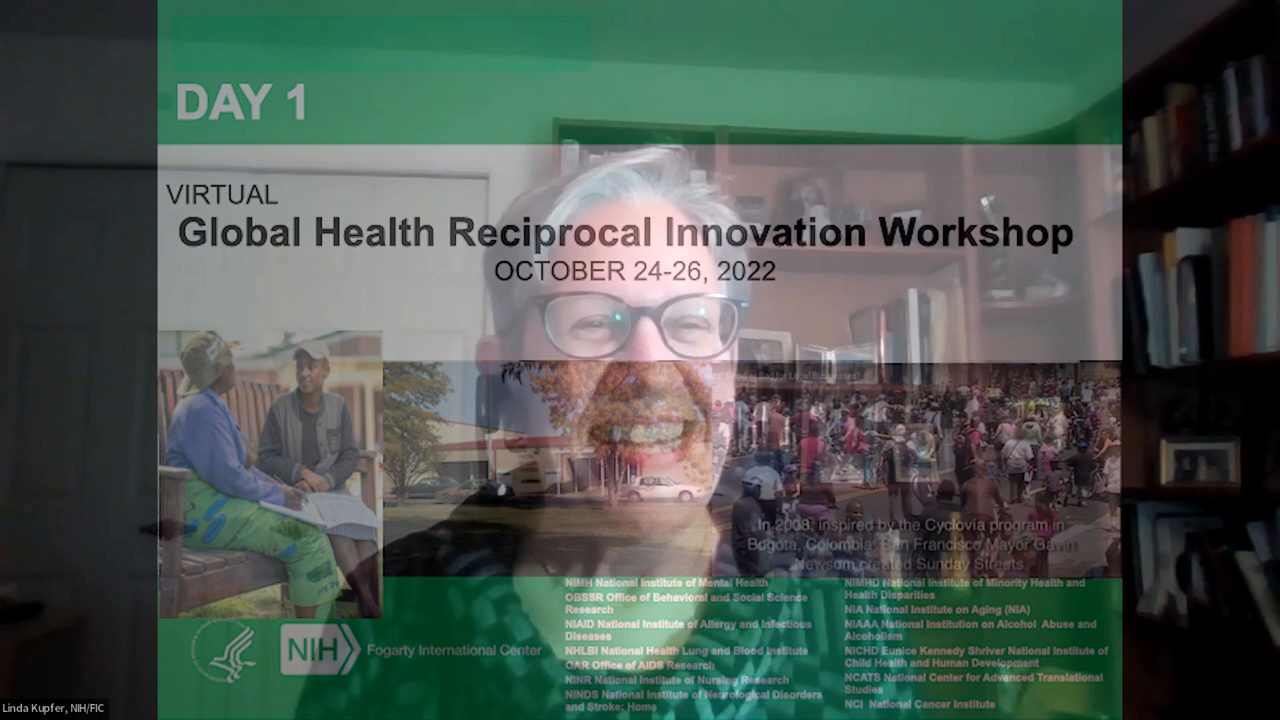 DAY 1
VIRTUAL
Global Health Reciprocal Innovation Workshop
OCTOBER 24-26, 2022
In 2008, inspired by the Cyclovia program in
Bogota, Colombia, San Francisco Mayor Gavin
Newsom created Sunday Streets.
NIH
Fogarty International Center
NIMH National Institute of Mental Health
OBSSR Office of Behavioral and Social Science
Research
NIAID National Institute of Allergy and Infectious
Diseases
NHLBI National Health Lung and Blood Institute
OAR Office of AIDS Research
NINR National Institute of Nursing Research
NINDS National Institute of Neurological Disorders
and Stroke: Home
NIMHD National Institute of Minority Health and
Health Disparities
NIA National Institute on Aging (NIA)
NIAAA National Institution on Alcohol Abuse and
Alcoholism
NICHD Eunice Kennedy Shriver National Institute of
Child Health and Human Development
NCATS National Center for Advanced Translational
Studies
NCI National Cancer Institute
Linda Kupfer, NIH/FIC